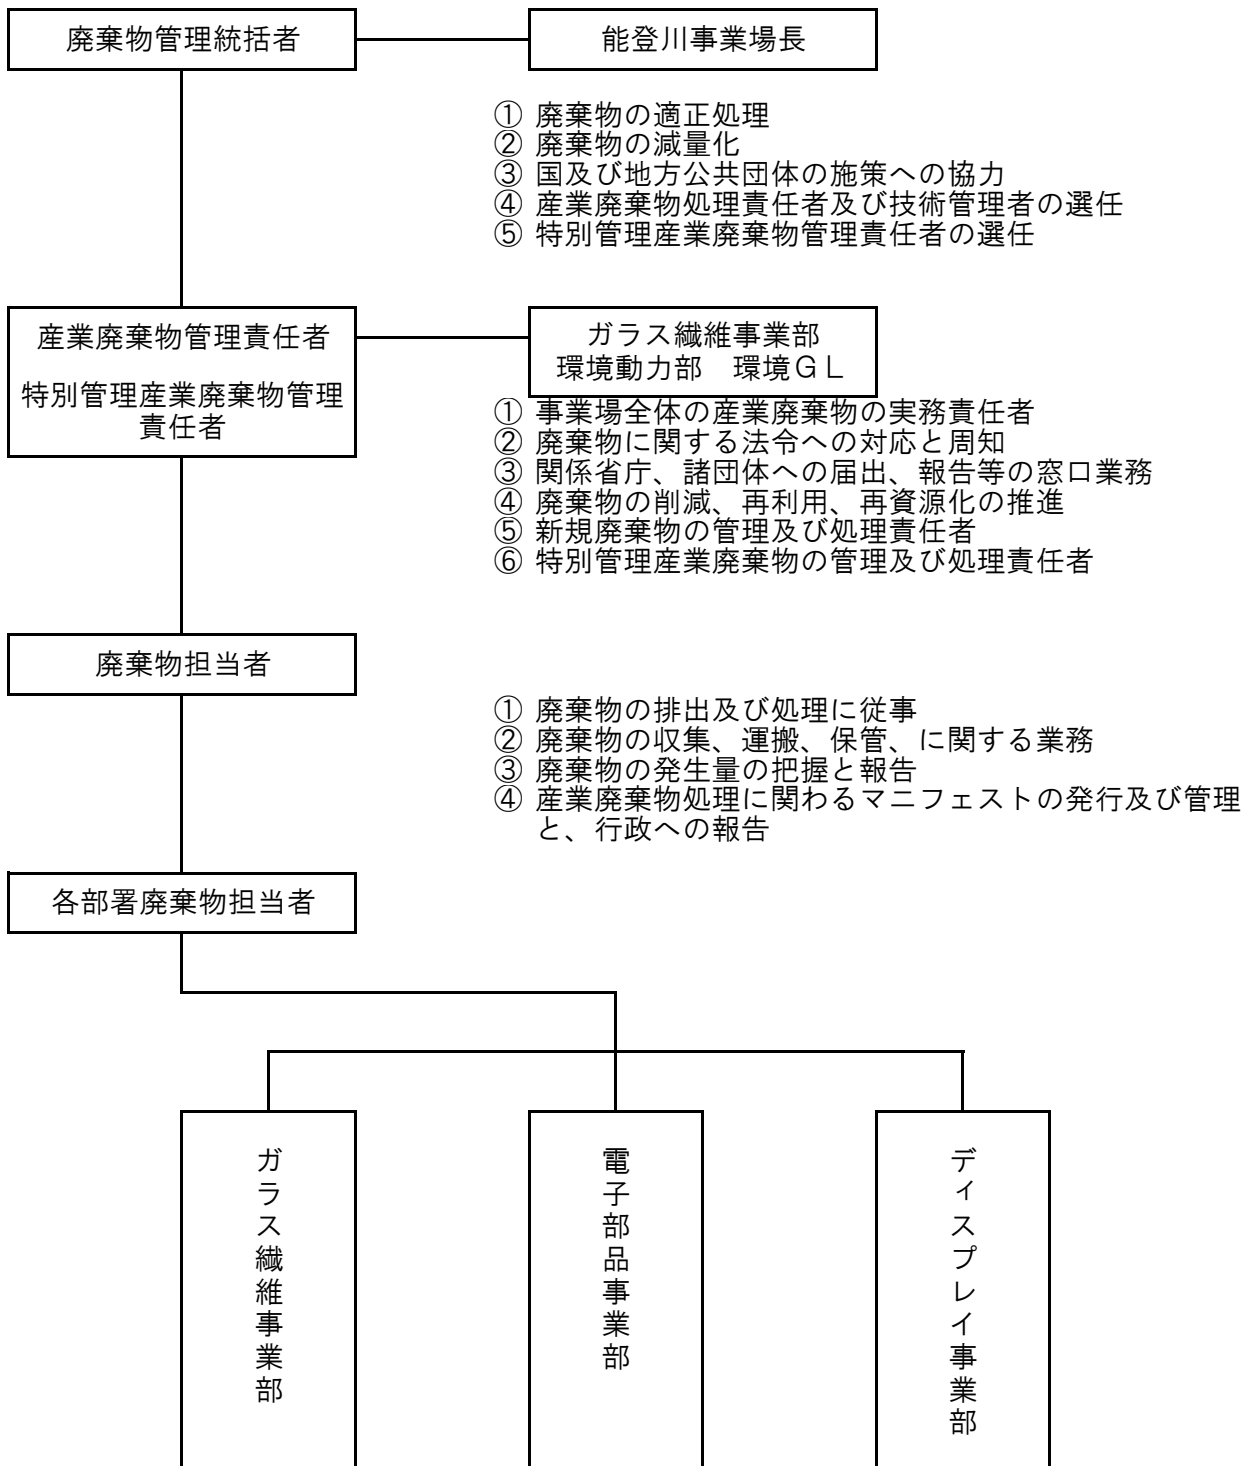 廃棄物管理統括者
能登川事業場長
① 廃棄物の適正処理
② 廃棄物の減量化
③ 国及び地方公共団体の施策への協力
④ 産業廃棄物処理責任者及び技術管理者の選任
⑤ 特別管理産業廃棄物管理責任者の選任
産業廃棄物管理責任者
特別管理産業廃棄物管理
責任者
ガラス繊維事業部
環境動力部　環境ＧＬ
① 事業場全体の産業廃棄物の実務責任者
② 廃棄物に関する法令への対応と周知
③ 関係省庁、諸団体への届出、報告等の窓口業務
④ 廃棄物の削減、再利用、再資源化の推進
⑤ 新規廃棄物の管理及び処理責任者
⑥ 特別管理産業廃棄物の管理及び処理責任者
廃棄物担当者
① 廃棄物の排出及び処理に従事
② 廃棄物の収集、運搬、保管、に関する業務
③ 廃棄物の発生量の把握と報告
④ 産業廃棄物処理に関わるマニフェストの発行及び管理
と、行政への報告
各部署廃棄物担当者
ガラス繊維事業部
電子部品事業部
ディスプレイ事業部